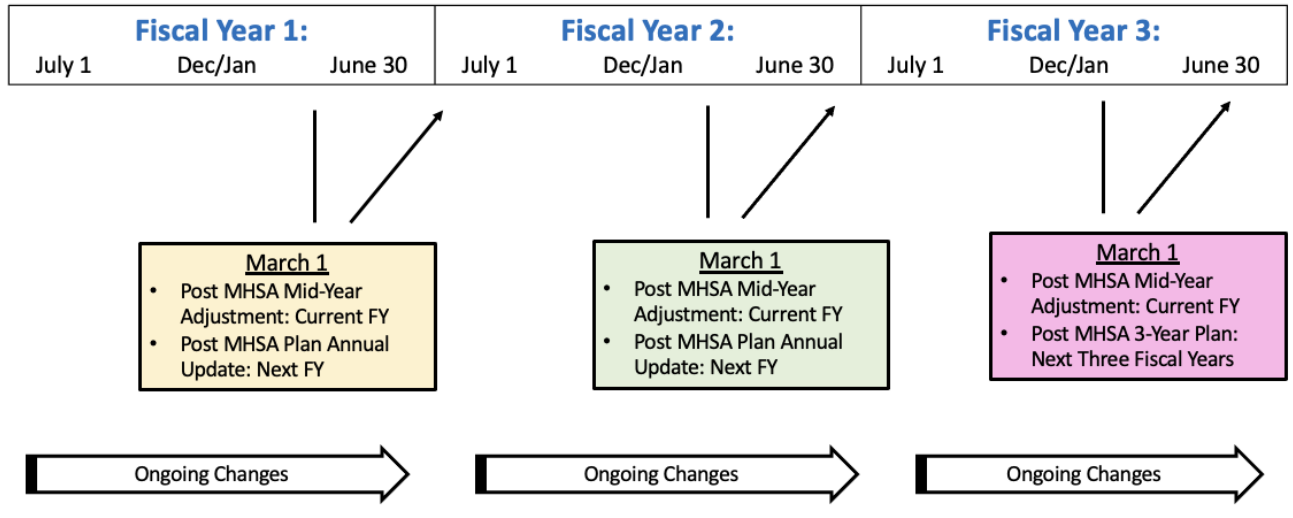 Fiscal Year 1:
July 1 Dec/Jan June 30
Fiscal Year 2:
July 1 Dec/Jan June 30
Fiscal Year 3:
July 1 Dec/Jan June 30
March 1
• Post MHSA Mid-Year
Adjustment: Current FY
• Post MHSA Plan Annual
Update: Next FY
March 1
• Post MHSA Mid-Year
Adjustment: Current FY
• Post MHSA Plan Annual
Update: Next FY
March 1
• Post MHSA Mid-Year
Adjustment: Current FY
• Post MHSA 3-Year Plan:
Next Three Fiscal Years
Ongoing Changes
Ongoing Changes
Ongoing Changes